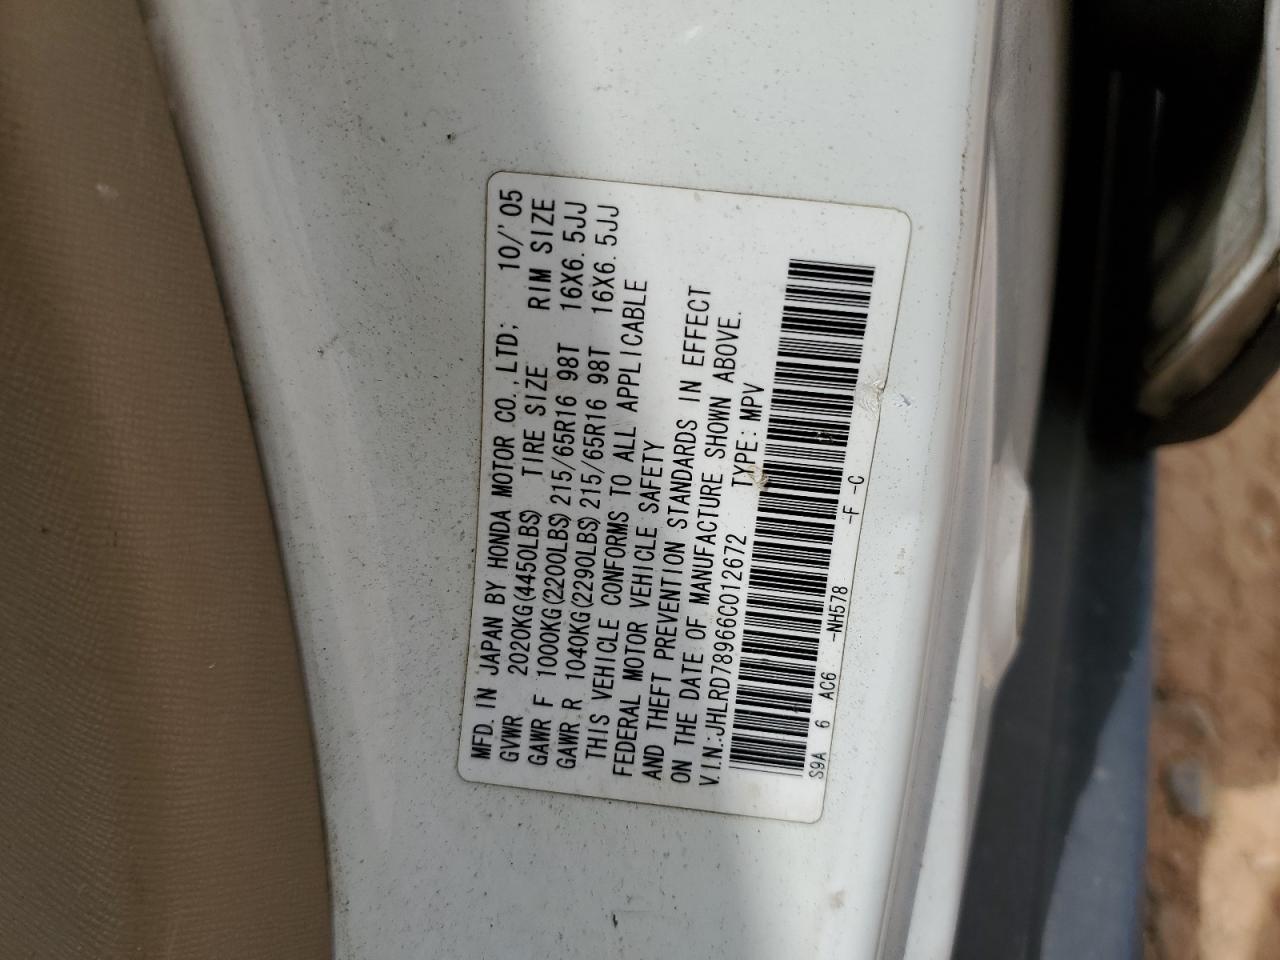 MFD. IN JAPAN BY HONDA MOTOR CO., LTD; 10/'05
GVWR 2020KG(4450LBS) TIRE SIZE RIM SIZE
GAWR F 1000KG(2200LBS) 215/65R16 98T 16X6.5JJ
GAWR R 1040KG(2290LBS) 215/65R16 98T 16X6.5JJ
THIS VEHICLE CONFORMS TO ALL APPLICABLE
FEDERAL MOTOR VEHICLE SAFETY
AND THEFT PREVENTION STANDARDS IN EFFECT
ON THE DATE OF MANUFACTURE SHOWN ABOVE.
V.I.N.:JHLRD78966C012672 TYPE:MPV
S9A 6 AC6 -NH578 -F -C